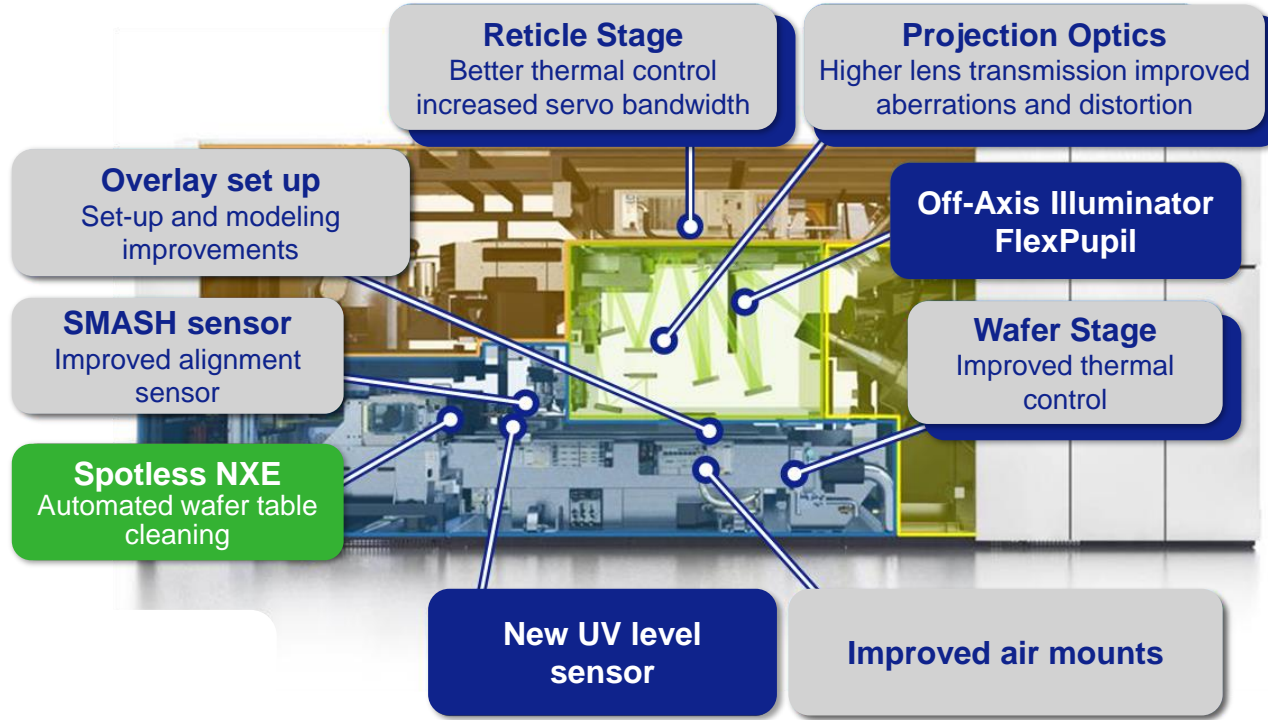 Reticle Stage
Better thermal control
increased servo bandwidth
Projection Optics
Higher lens transmission improved
aberrations and distortion
Overlay set up
Set-up and modeling
improvements
Off-Axis Illuminator
FlexPupil
SMASH sensor
Improved alignment
sensor
Wafer Stage
Improved thermal
control
Spotless NXE
Automated wafer table
cleaning
New UV level
sensor
Improved air mounts